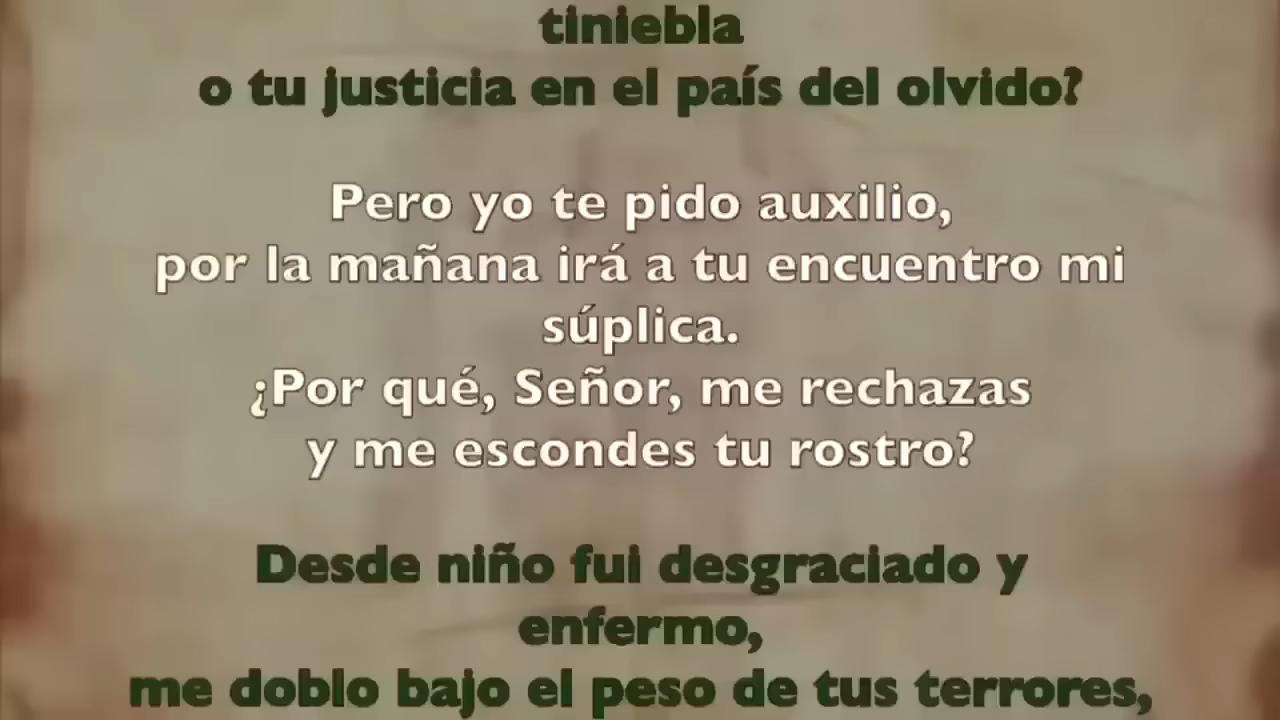 tiniebla
o tu justicia en el país del olvido?
Pero yo te pido auxilio,
por la mañana irá a tu encuentro mi
súplica.
¿Por qué, Señor, me rechazas
y me escondes tu rostro?
Desde niño fui desgraciado y
enfermo,
me doblo bajo el peso de tus terrores,